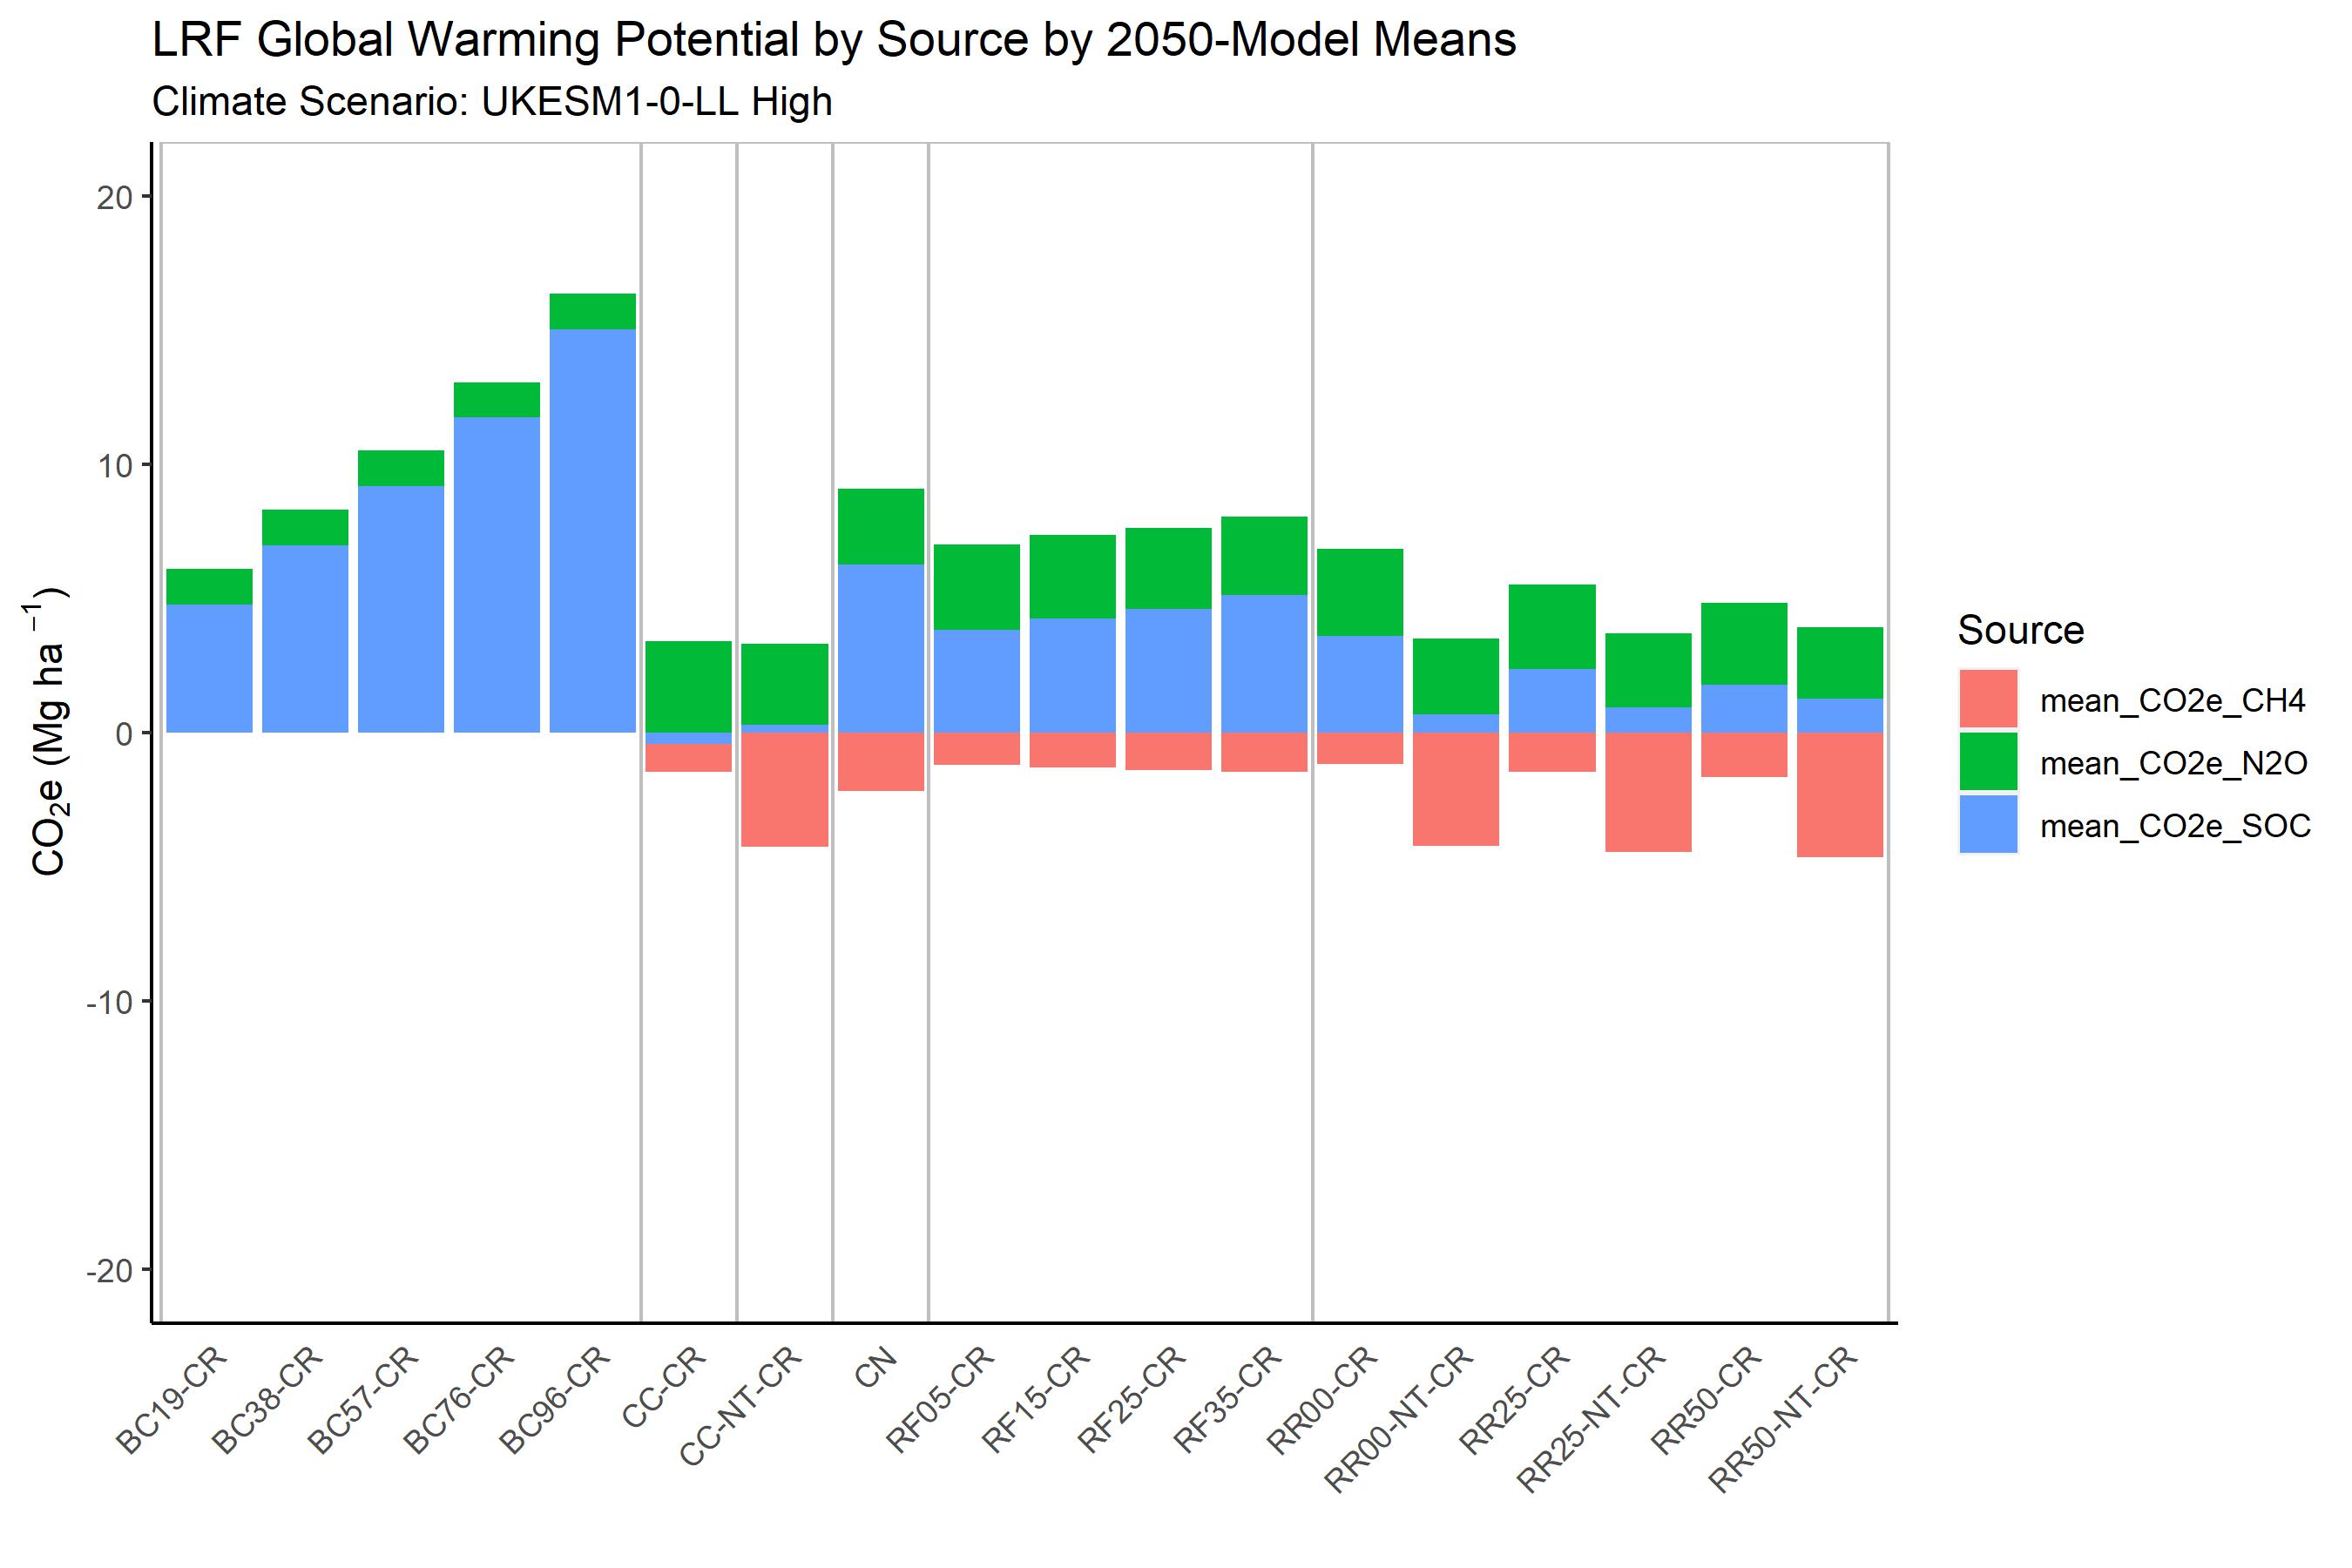 LRF Global Warming Potential by Source by 2050-Model Means
Climate Scenario: UKESM1-0-LL High
CO₂e (Mg ha ⁻¹)
20
10
0
-10
-20
BC19-CR
BC38-CR
BC57-CR
BC76-CR
BC96-CR
CC-CR
CC-NT-CR
CN
RF05-CR
RF15-CR
RF25-CR
RF35-CR
RR00-CR
RR00-NT-CR
RR25-CR
RR25-NT-CR
RR50-CR
RR50-NT-CR
Source
mean_CO2e_CH4
mean_CO2e_N2O
mean_CO2e_SOC